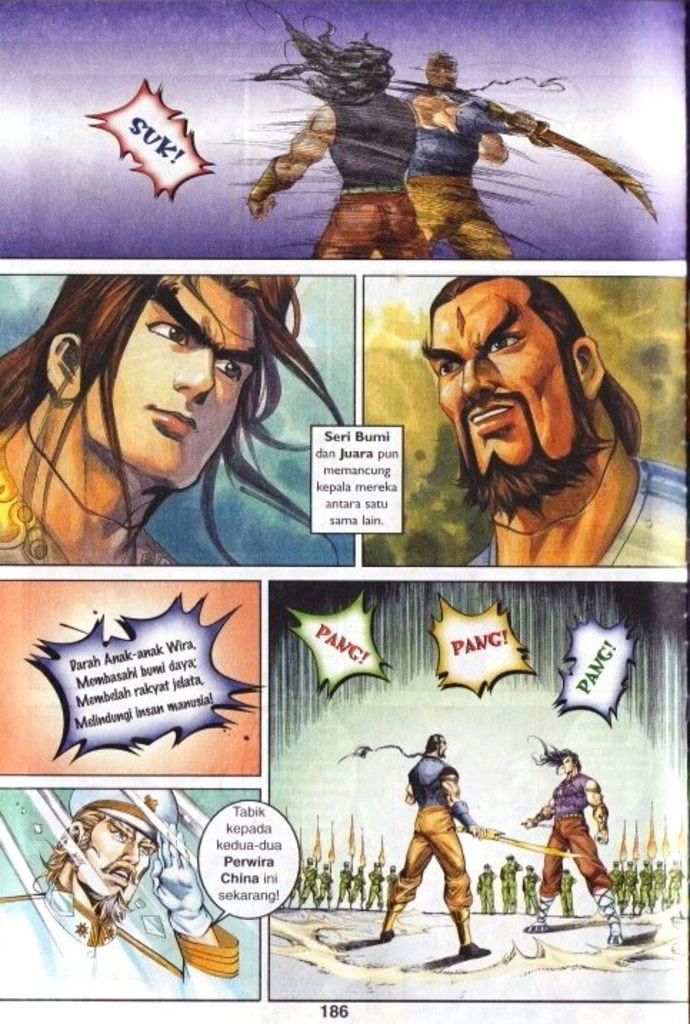 SUK!
Seri Bumi
dan Juara pun
memancung
kepala mereka
antara satu
sama lain.
Darah Anak-anak Wira,
Membasahi bumi daya;
Membelah rakyat jelata,
Melindungi insan manusia!
PANG!
PANG!
PANG!
Tabik
kepada
kedua-dua
Perwira
China ini
sekarang!
186